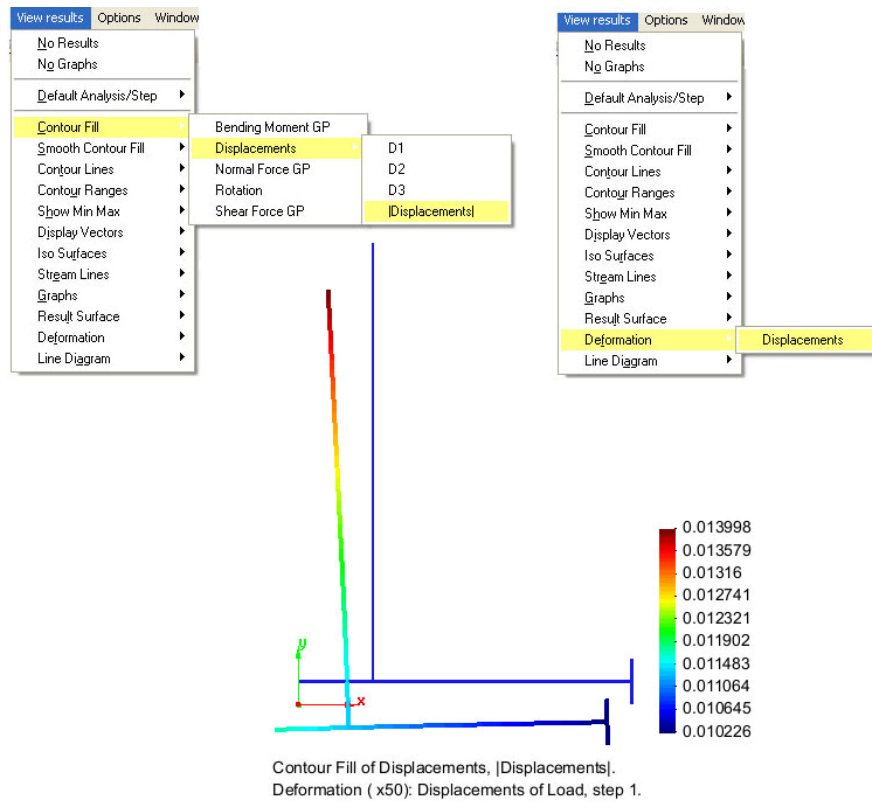 View results Options Window
No Results
No Graphs
Default Analysis/Step
Contour Fill
Smooth Contour Fill
Contour Lines
Contour Ranges
Show Min Max
Display Vectors
Iso Surfaces
Stream Lines
Graphs
Result Surface
Deformation
Line Diagram
Bending Moment GP
Displacements
Normal Force GP
Rotation
Shear Force GP
D1
D2
D3
|Displacements|
View results Options Window
No Results
No Graphs
Default Analysis/Step
Contour Fill
Smooth Contour Fill
Contour Lines
Contour Ranges
Show Min Max
Display Vectors
Iso Surfaces
Stream Lines
Graphs
Result Surface
Deformation
Line Diagram
Displacements
y
x
0.013998
0.013579
0.01316
0.012741
0.012321
0.011902
0.011483
0.011064
0.010645
0.010226
Contour Fill of Displacements, |Displacements|.
Deformation ( x50): Displacements of Load, step 1.